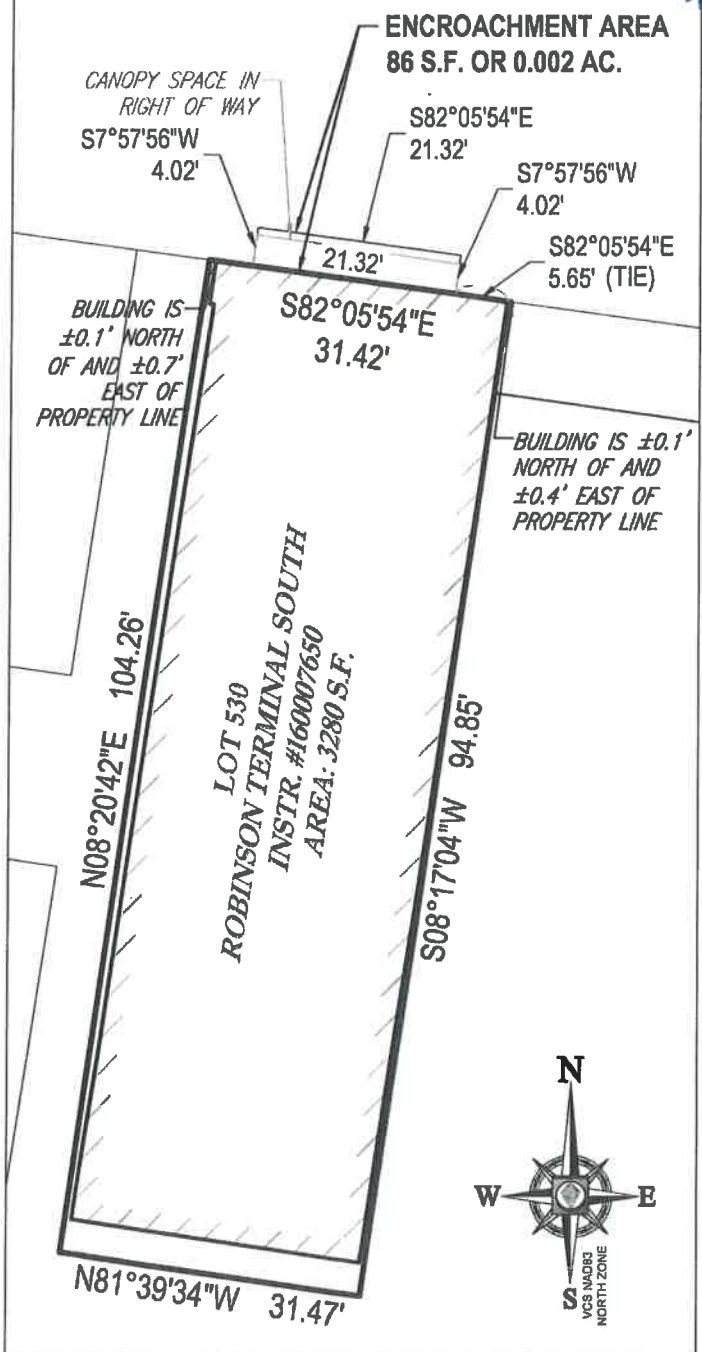 ENCROACHMENT AREA
86 S.F. OR 0.002 AC.
CANOPY SPACE IN
RIGHT OF WAY
S7°57'56"W
4.02'
S82°05'54"E
21.32'
S7°57'56"W
4.02'
S82°05'54"E
5.65' (TIE)
21.32'
S82°05'54"E
31.42'
BUILDING IS
±0.1' NORTH
OF AND ±0.7'
EAST OF
PROPERTY LINE
BUILDING IS ±0.1'
NORTH OF AND
±0.4' EAST OF
PROPERTY LINE
N08°20'42"E 104.26'
LOT 530
ROBINSON TERMINAL SOUTH
INSTR. #160007650
AREA: 3280 S.F.
S08°17'04"W 94.85'
N81°39'34"W 31.47'
N
W
E
S
VCS NAD83
NORTH ZONE